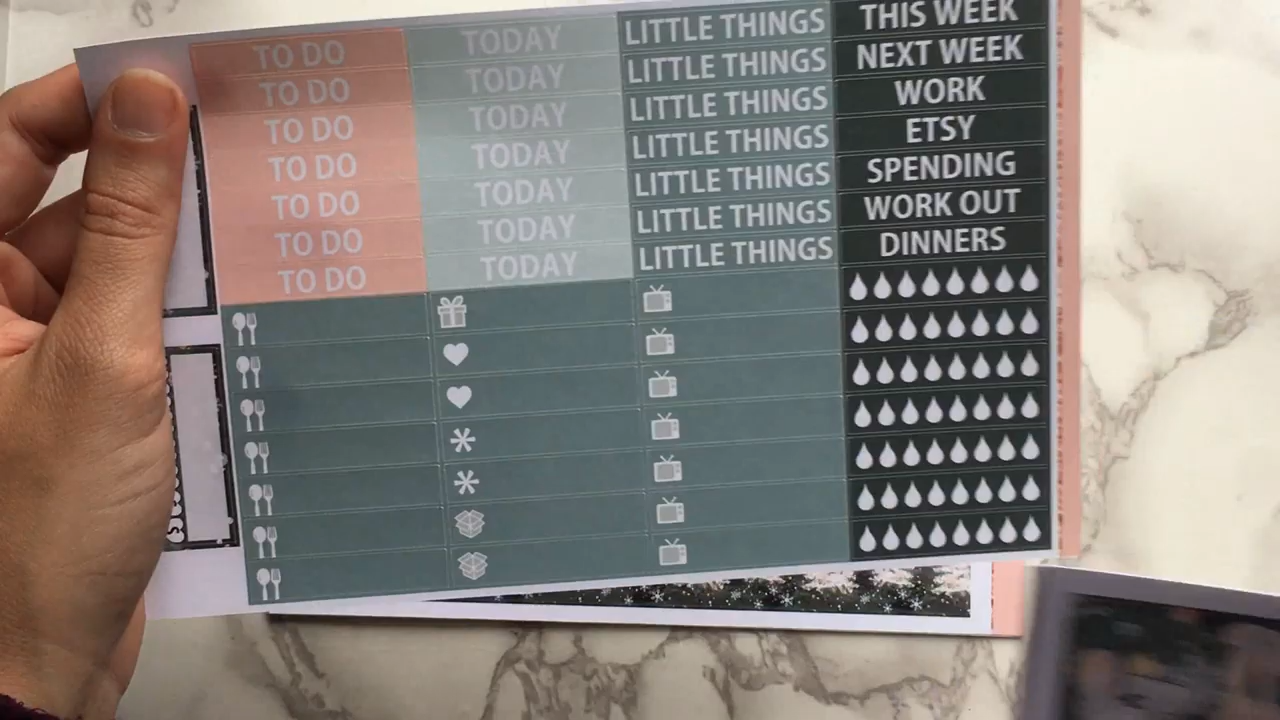 TO DO TODAY LITTLE THINGS THIS WEEK
TO DO TODAY LITTLE THINGS NEXT WEEK
TO DO TODAY LITTLE THINGS WORK
TO DO TODAY LITTLE THINGS ETSY
TO DO TODAY LITTLE THINGS SPENDING
TO DO TODAY LITTLE THINGS WORK OUT
TO DO TODAY LITTLE THINGS DINNERS